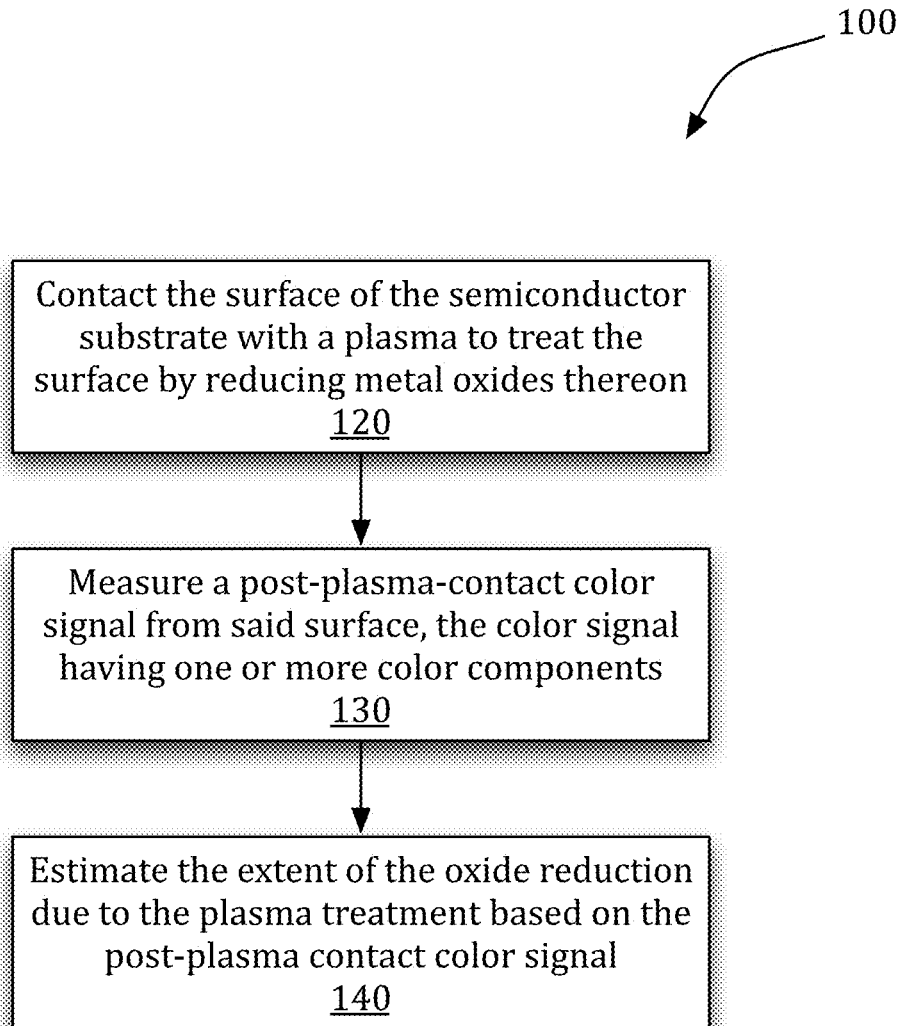 100
Contact the surface of the semiconductor
substrate with a plasma to treat the
surface by reducing metal oxides thereon
120
Measure a post-plasma-contact color
signal from said surface, the color signal
having one or more color components
130
Estimate the extent of the oxide reduction
due to the plasma treatment based on the
post-plasma contact color signal
140